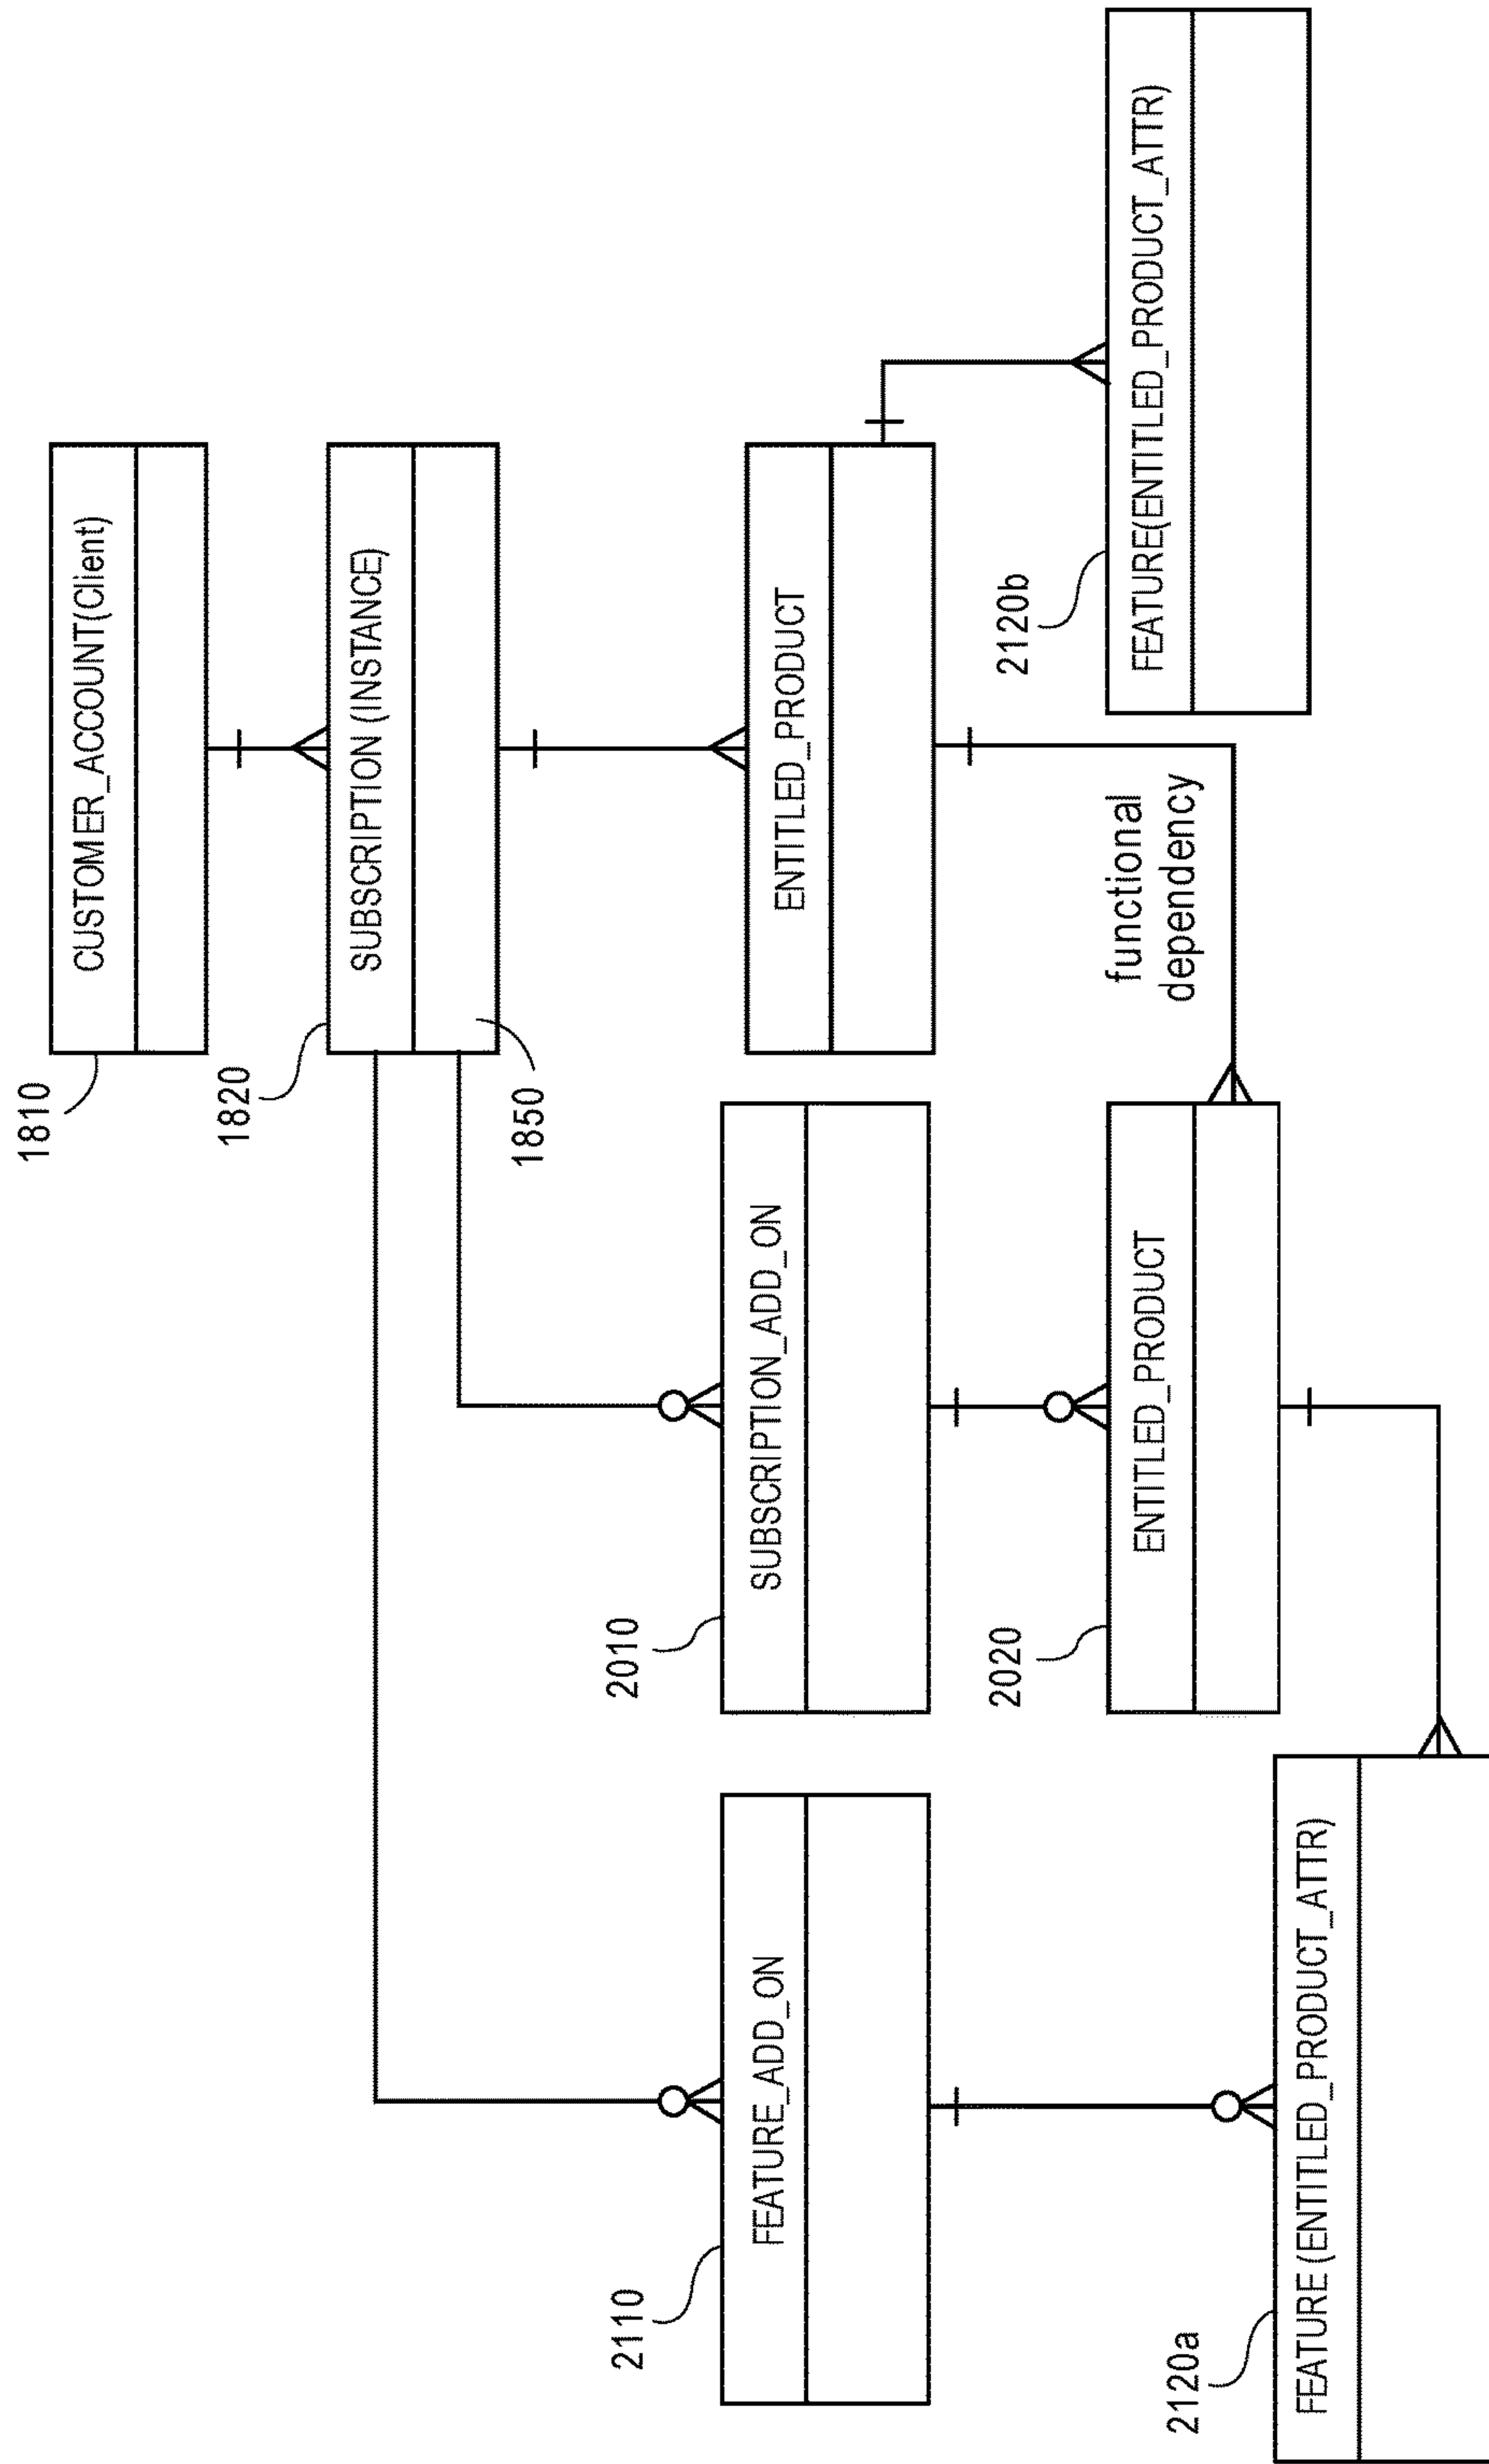 1810
CUSTOMER_ACCOUNT(Client)
1820
SUBSCRIPTION (INSTANCE)
1850
2110
FEATURE_ADD_ON
2010
SUBSCRIPTION_ADD_ON
ENTITLED_PRODUCT
2020
ENTITLED_PRODUCT
functional
dependency
2120b
FEATURE(ENTITLED_PRODUCT_ATTR)
2120a
FEATURE (ENTITLED_PRODUCT_ATTR)